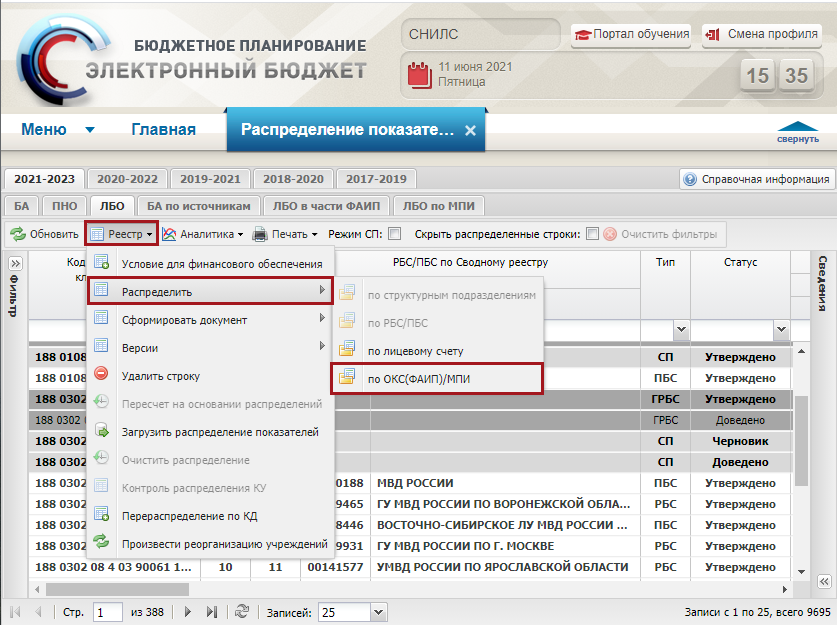 БЮДЖЕТНОЕ ПЛАНИРОВАНИЕ
ЭЛЕКТРОННЫЙ БЮДЖЕТ
СНИЛС
Портал обучения
Смена профиля
11 июня 2021
Пятница
15 35
Меню Главная Распределение показате... ×
свернуть
2021-2023 2020-2022 2019-2021 2018-2020 2017-2019
Справочная информация
БА ПНО ЛБО БА по источникам ЛБО в части ФАИП ЛБО по МПИ
Обновить Реестр Аналитика Печать Режим СП: Скрыть распределенные строки: Очистить фильтры
Фильтр
Код
РБС/ПБС по Сводному реестру Тип Статус
Сведения
Условие для финансового обеспечения
Распределить
Сформировать документ
Версии
Удалить строку
Пересчет на основании распределений
Загрузить распределение показателей
Очистить распределение
Контроль распределения КУ
Перераспределение по КД
Произвести реорганизацию учреждений
по структурным подразделениям
по РБС/ПБС
по лицевому счету
по ОКС(ФАИП)/МПИ
188 0108 СП Утверждено
188 0108 ПБС Утверждено
188 0302 ГРБС Утверждено
188 0302 ГРБС Доведено
188 0302 СП Черновик
188 0302 СП Доведено
188 0302 0188 МВД РОССИИ ПБС Утверждено
188 0302 9465 ГУ МВД РОССИИ ПО ВОРОНЕЖСКОЙ ОБЛА... РБС Утверждено
188 0302 8446 ВОСТОЧНО-СИБИРСКОЕ ЛУ МВД РОССИИ ... ПБС Утверждено
188 0302 9931 ГУ МВД РОССИИ ПО Г. МОСКВЕ РБС Утверждено
188 0302 08 4 03 90061 1... 10 11 00141577 УМВД РОССИИ ПО ЯРОСЛАВСКОЙ ОБЛАСТИ РБС Утверждено
Стр. 1 из 388 Записей: 25 Записи с 1 по 25, всего 9695